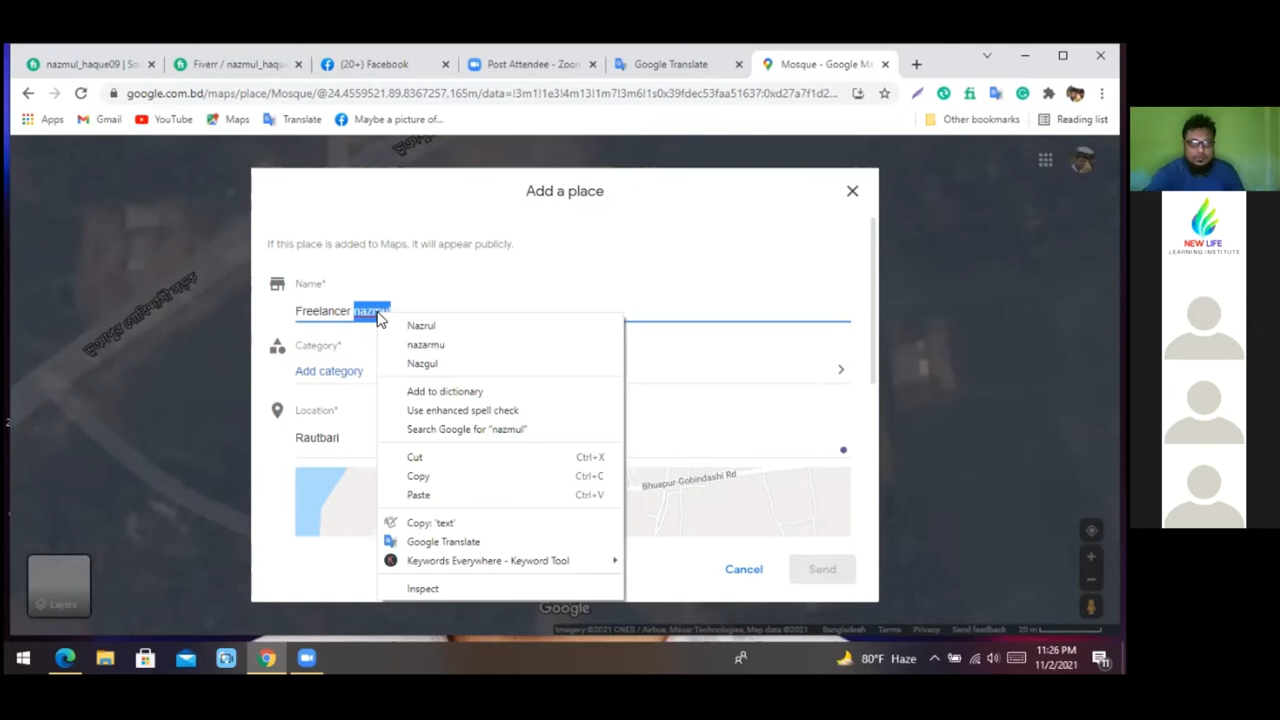 nazmul_haque09 | So
Fiverr / nazmul_haqu
(20+) Facebook
Post Attendee - Zoom
Google Translate
Mosque - Google Ma
google.com.bd/maps/place/Mosque/@24.4559521,89.8367257,165m/data=!3m1!1e3!4m13!1m7!3m6!1s0x39fdec53faa51637:0xd27a7f1d2...
Apps
Gmail
YouTube
Maps
Translate
Maybe a picture of...
Other bookmarks
Reading list
Add a place
If this place is added to Maps, it will appear publicly.
Name*
Freelancer nazmul
Category*
Add category
Location*
Rautbari
Nazrul
nazarmu
Nazgul
Add to dictionary
Use enhanced spell check
Search Google for "nazmul"
Cut Ctrl+X
Copy Ctrl+C
Paste Ctrl+V
Copy: 'text'
Google Translate
Keywords Everywhere - Keyword Tool
Inspect
Bhuapur-Gobindashi Rd
Cancel
Send
Layers
Google
Imagery ©2021 CNES / Airbus, Maxar Technologies, Map data ©2021
Bangladesh
Terms
Privacy
Send feedback
20 m
80°F Haze
11:26 PM
11/2/2021
11
NEW LIFE
LEARNING INSTITUTE